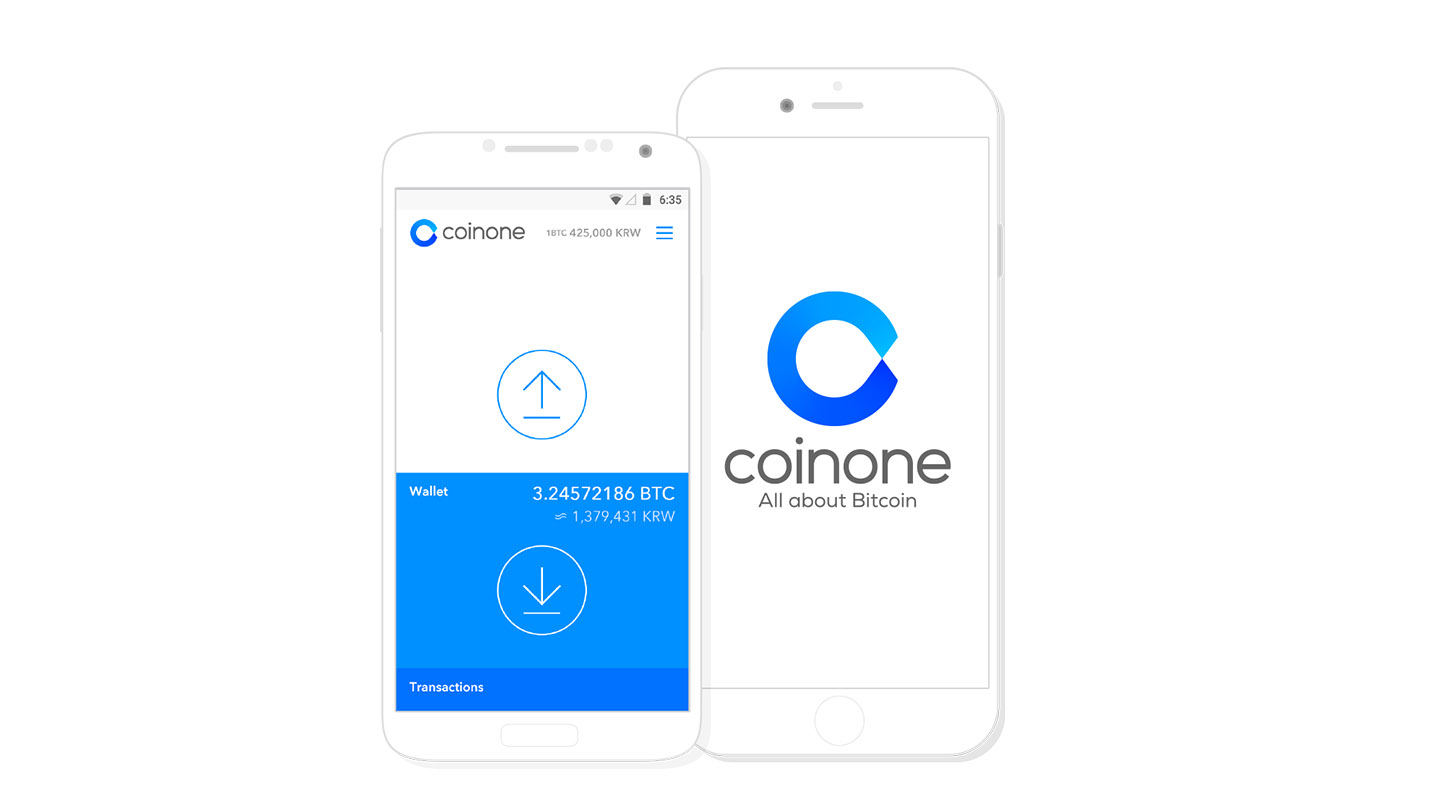 6:35
coinone
1BTC 425,000 KRW
Wallet
3.24572186 BTC
≈ 1,379,431 KRW
Transactions
coinone
All about Bitcoin